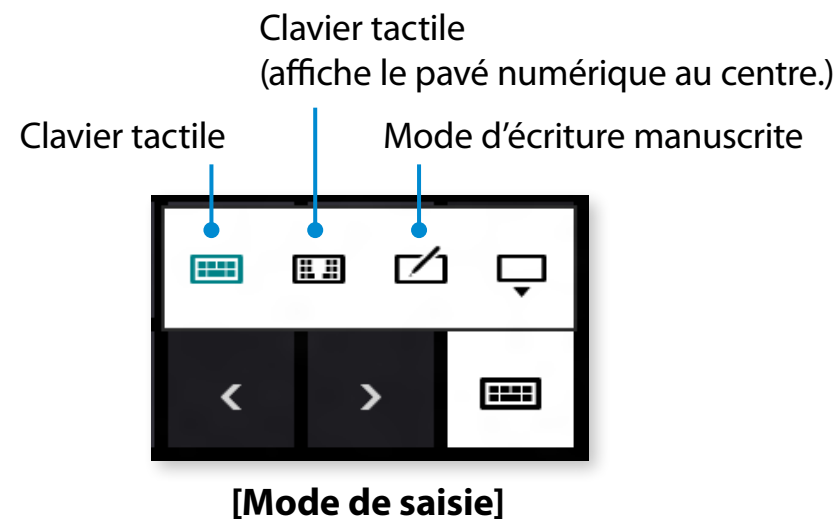 Clavier tactile
(affiche le pavé numérique au centre.)
Clavier tactile
Mode d’écriture manuscrite
[Mode de saisie]